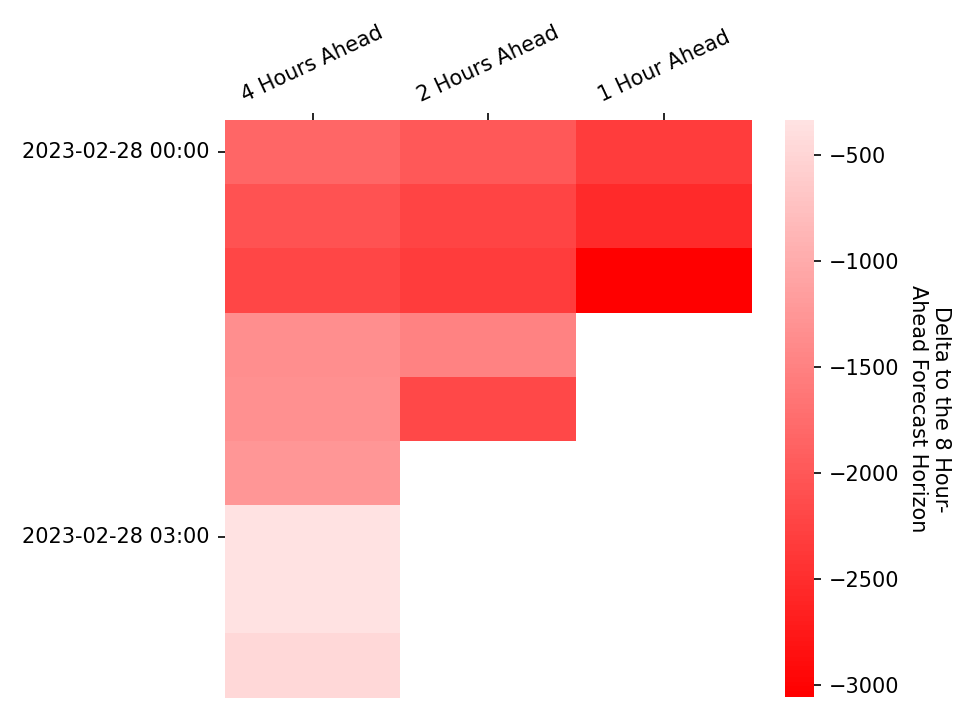 4 Hours Ahead
2 Hours Ahead
1 Hour Ahead
2023-02-28 00:00
2023-02-28 03:00
−500
−1000
−1500
−2000
−2500
−3000
Delta to the 8 Hour-
Ahead Forecast Horizon